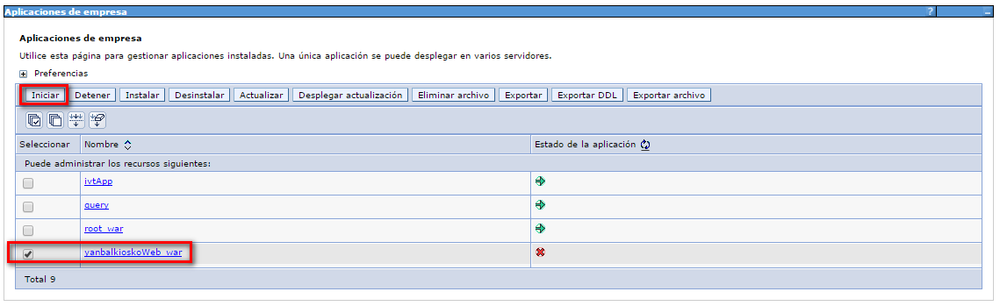 Aplicaciones de empresa ? _
Aplicaciones de empresa
Utilice esta página para gestionar aplicaciones instaladas. Una única aplicación se puede desplegar en varios servidores.
Preferencias
Iniciar Detener Instalar Desinstalar Actualizar Desplegar actualización Eliminar archivo Exportar Exportar DDL Exportar archivo
Seleccionar Nombre Estado de la aplicación
Puede administrar los recursos siguientes:
ivtApp
query
root_war
yanbalkioskoWeb_war
Total 9